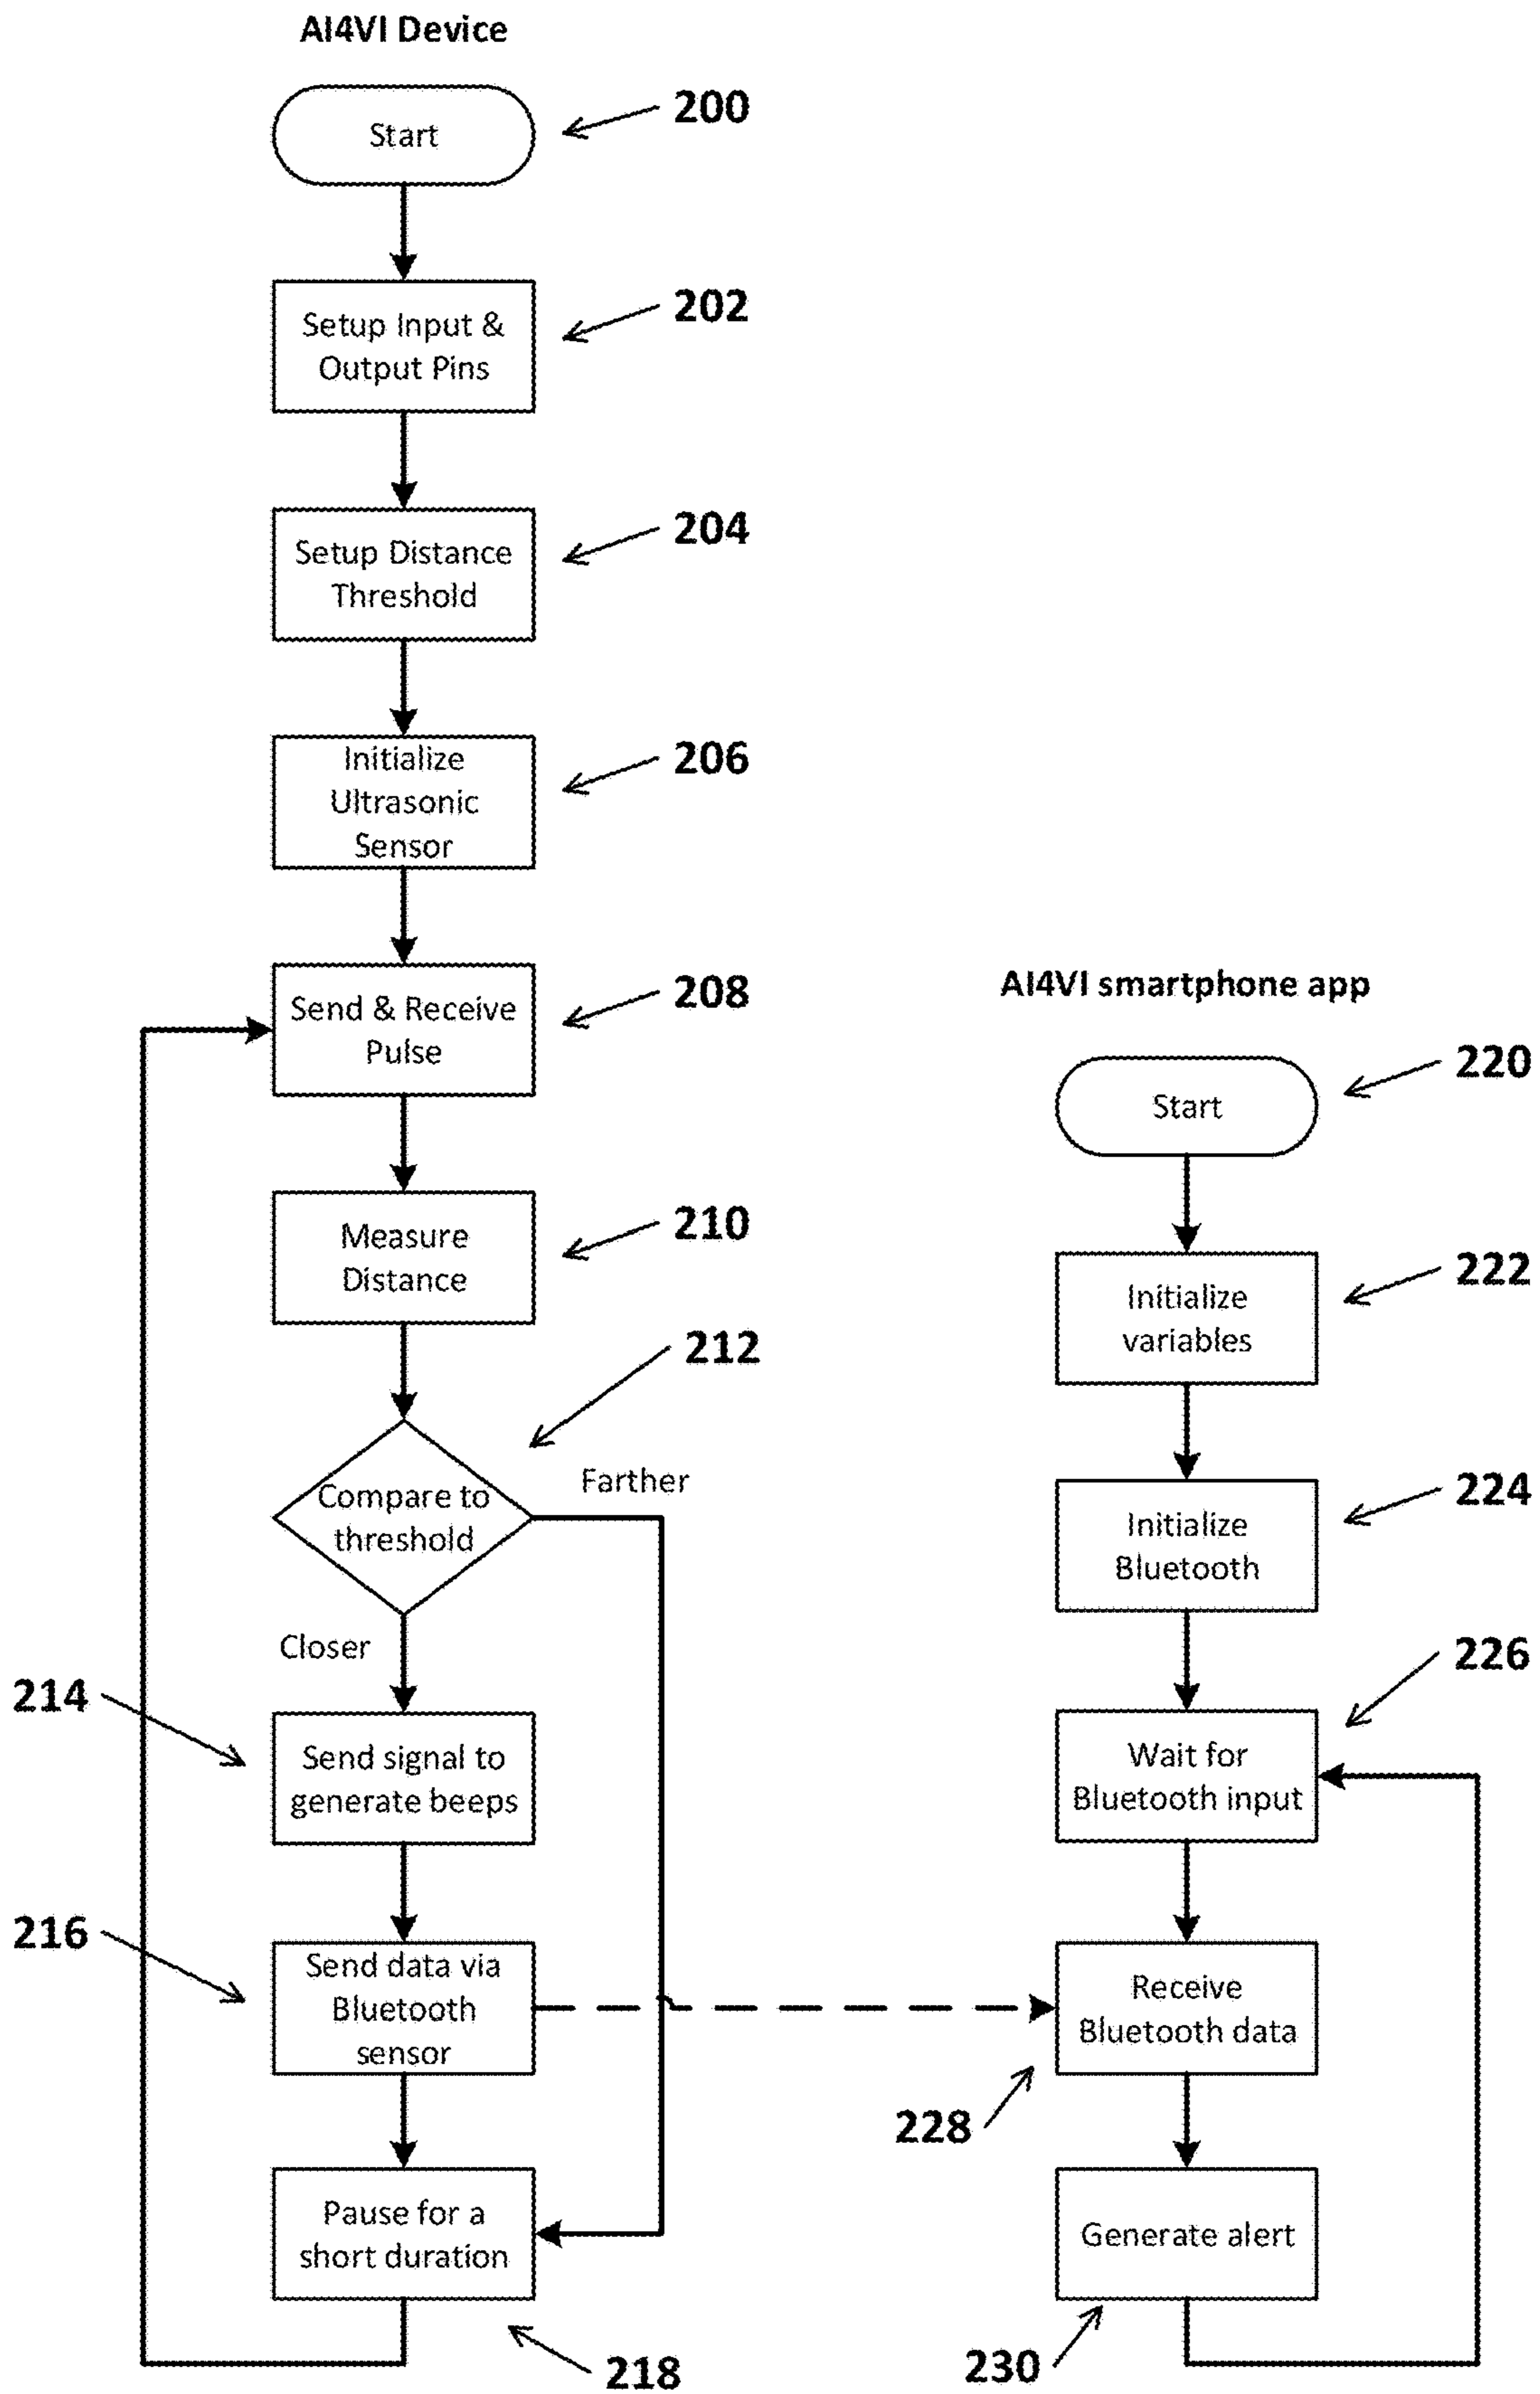 AI4VI Device
Start
200
Setup Input &
Output Pins
202
Setup Distance
Threshold
204
Initialize
Ultrasonic
Sensor
206
Send & Receive
Pulse
208
Measure
Distance
210
Compare to
threshold
212
Farther
Closer
Send signal to
generate beeps
214
Send data via
Bluetooth
sensor
216
Pause for a
short duration
218
AI4VI smartphone app
Start
220
Initialize
variables
222
Initialize
Bluetooth
224
Wait for
Bluetooth input
226
Receive
Bluetooth data
228
Generate alert
230